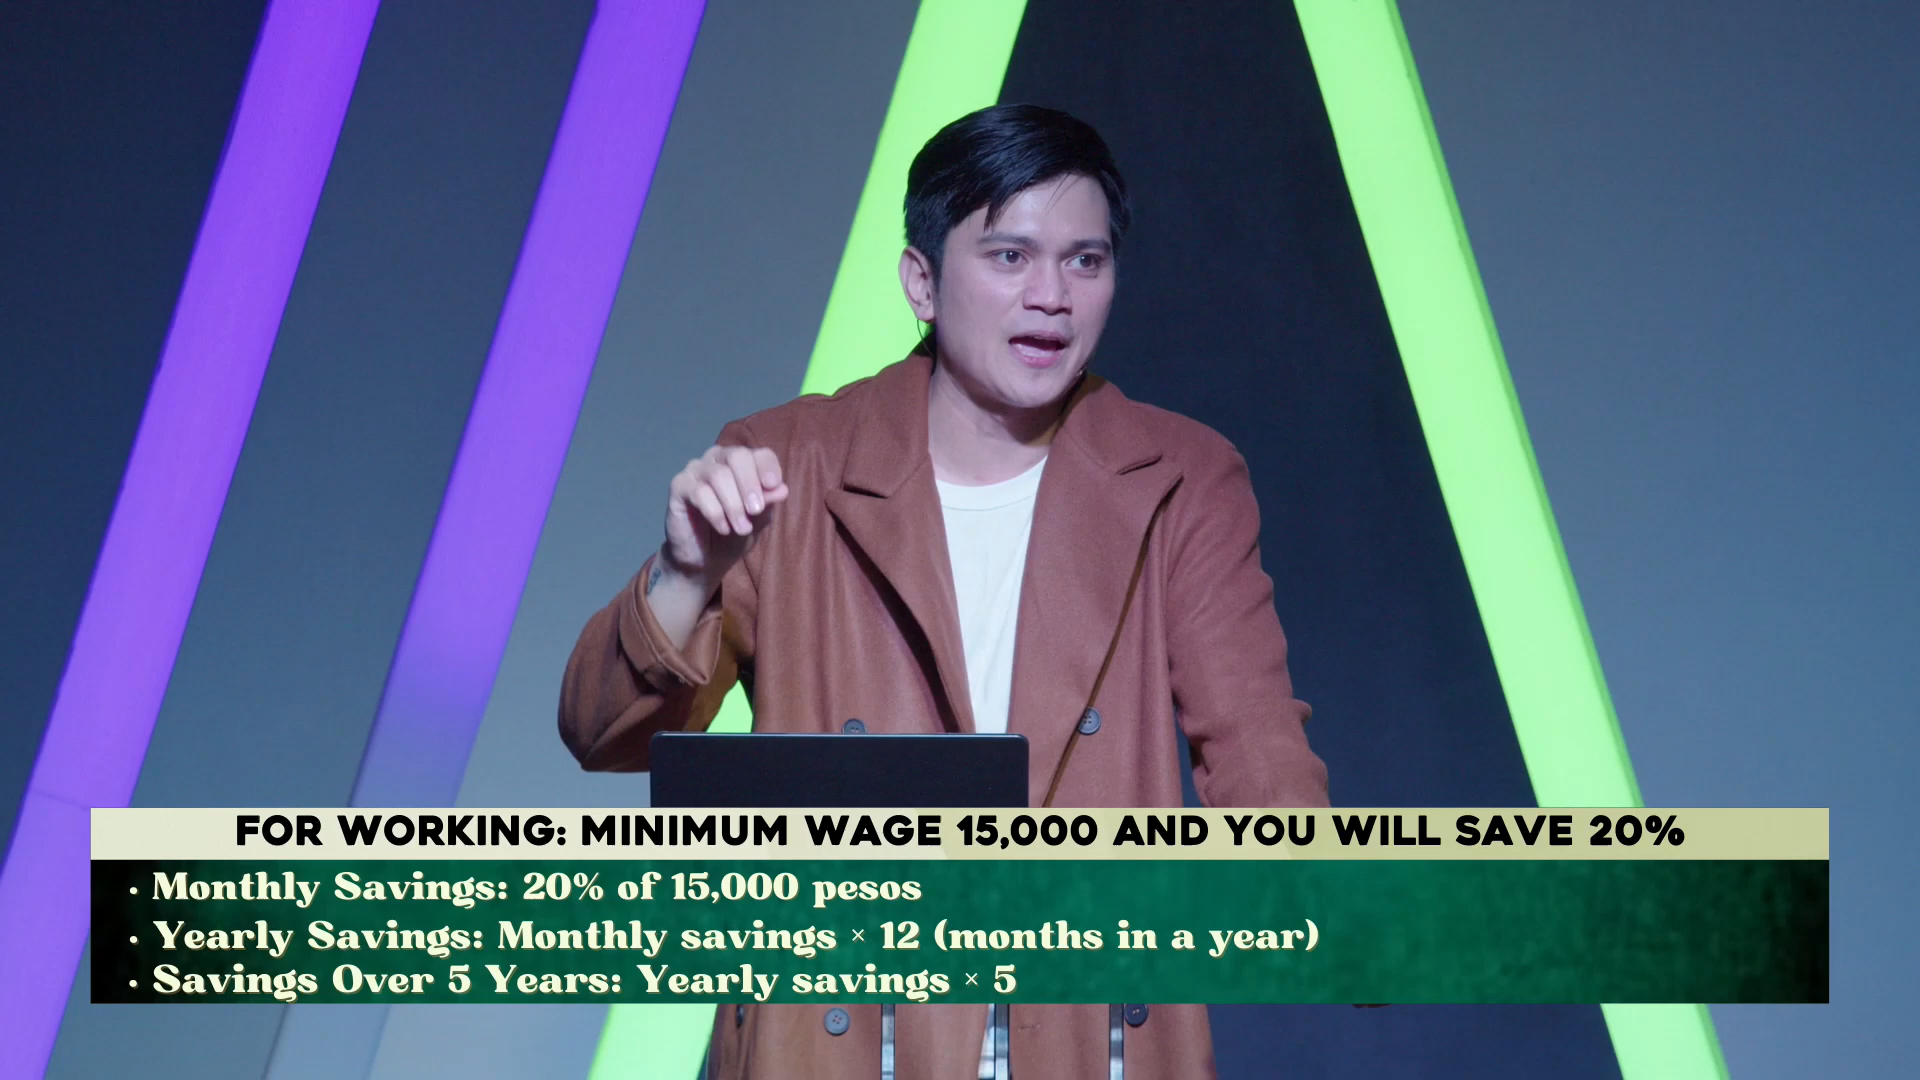 FOR WORKING: MINIMUM WAGE 15,000 AND YOU WILL SAVE 20%
• Monthly Savings: 20% of 15,000 pesos
• Yearly Savings: Monthly savings × 12 (months in a year)
• Savings Over 5 Years: Yearly savings × 5